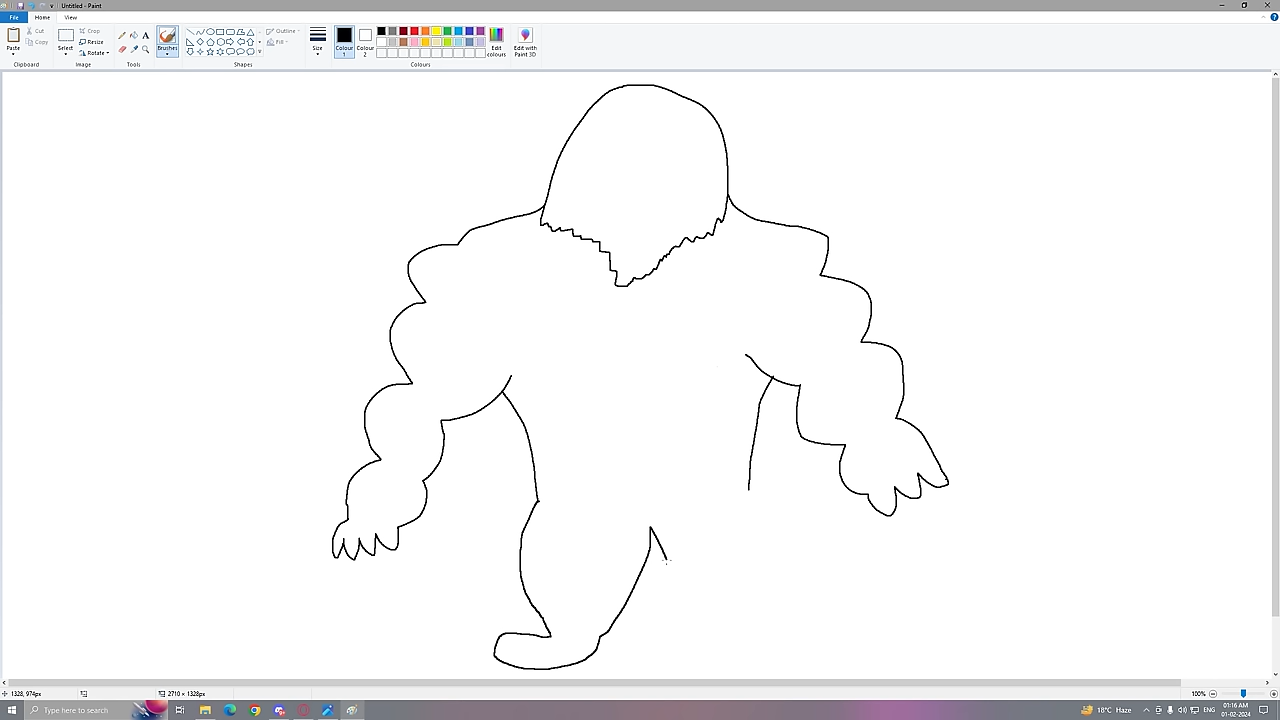 Untitled - Paint
File
Home
View
Paste
Cut
Copy
Clipboard
Select
Crop
Resize
Rotate
Image
A
Tools
Brushes
Outline
Fill
Shapes
Size
Colour
1
Colour
2
Edit
colours
Colours
Edit with
Paint 3D
1328, 974px
2710 × 1328px
100%
Type here to search
18°C Haze
ENG
01:16 AM
01-02-2024